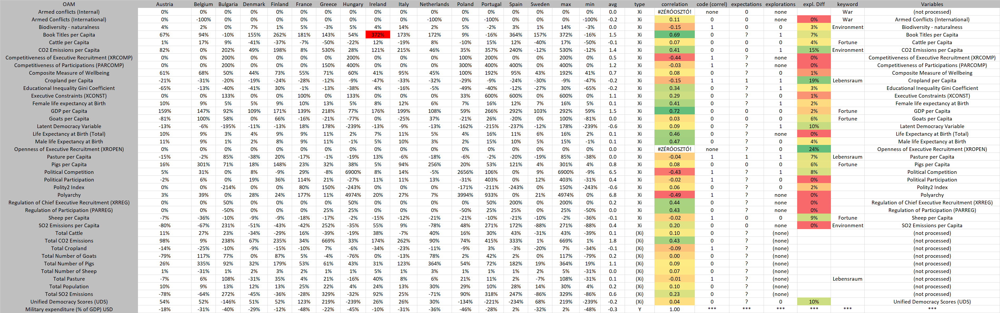 OAM Austria Belgium Bulgaria Denmark Finland France Greece Hungary Ireland Italy Netherlands Poland Portugal Spain Sweden max min avg type correlation code (correl) expectations explorations expl. Diff keyword Variables
Armed conflicts (Internal) 0% 0% 0% 0% 0% 0% 0% 0% 0% 0% 0% 0% 0% 0% 0% 0% 0% 0.0 Xi #ZÉRÓOSZTÓ! none 0 none War (not processed)
Armed Conflicts (International) 0% -100% 0% 0% 0% 0% 0% 0% 0% 0% -100% 0% -100% 0% 0% 0% -100% -0.2 Xi 0.11 0 0 none 0% War Armed Conflicts (International)
Biodiversity - naturalness 4% 2% 0% 7% 1% 5% -3% 5% 4% 14% 2% 5% -2% 3% 1% 14% -3% 0.0 Xi -0.15 1 0 0 3% Environment Biodiversity - naturalness
Book Titles per Capita 67% 94% -10% 155% 262% 181% 143% 54% 372% 173% 172% 9% -16% 364% 157% 372% -16% 1.5 Xi 0.69 0 ? 1 7% Book Titles per Capita
Cattle per Capita 1% 17% 9% -41% -37% -7% -50% -22% 12% -19% 8% -10% 15% 12% -40% 17% -50% -0.1 Xi 0.07 0 0 0 4% Fortune Cattle per Capita
CO2 Emissions per Capita 82% 0% 202% 49% 198% 8% 530% 28% 121% 215% 46% 35% 357% 240% -12% 530% -12% 1.4 Xi 0.41 0 0 1 15% Environment CO2 Emissions per Capita
Competitiveness of Executive Recruitment (XRCOMP) 0% 0% 200% 0% 0% 0% 0% 200% 0% 0% 0% 100% 200% 0% 0% 200% 0% 0.5 Xi -0.44 1 ? none 0% Competitiveness of Executive Recruitment (XRCOMP)
Competitiveness of Participations (PARCOMP) 0% 0% 200% 0% 0% 0% 150% 400% 0% 0% 0% 300% 400% 400% 0% 400% 0% 1.2 Xi -0.03 1 ? none 0% Competitiveness of Participations (PARCOMP)
Composite Measure of Wellbeing 61% 68% 50% 44% 73% 55% 71% 60% 41% 95% 45% 100% 192% 95% 43% 192% 41% 0.7 Xi 0.08 0 ? 0 1% Composite Measure of Wellbeing
Cropland per Capita -21% -31% -20% -19% -24% -28% -12% -9% -47% -33% -32% -29% -9% -24% -30% -9% -47% -0.2 Xi -0.15 1 1 1 19% Lebensraum Cropland per Capita
Educational Inequality Gini Coefficient -65% -13% -40% -41% 30% -1% -13% -38% 4% -16% -5% -49% -40% -12% -27% 30% -65% -0.2 Xi 0.34 0 ? 1 3% Educational Inequality Gini Coefficient
Executive Constraints (XCONST) 0% 0% 133% 0% 0% 100% 0% 133% 0% 0% 0% 33% 600% 600% 0% 600% 0% 1.1 Xi 0.29 0 ? 0 1% Executive Constraints (XCONST)
Female life expectancy at Birth 10% 9% 5% 5% 9% 10% 13% 5% 8% 12% 6% 7% 16% 12% 7% 16% 5% 0.1 Xi 0.41 0 ? 1 2% Female life expectancy at Birth
GDP per Capita 159% 147% 92% 109% 171% 139% 218% 77% 176% 199% 108% 59% 266% 292% 103% 292% 59% 1.5 Xi 0.72 0 0 0 2% Fortune GDP per Capita
Goats per Capita -81% 100% 58% 0% 66% -16% -21% -77% 0% -25% 37% -21% 26% -20% 0% 100% -81% 0.0 Xi 0.03 0 0 0 6% Fortune Goats per Capita
Latent Democracy Variable -13% -6% -195% -11% -13% 18% 178% -239% -13% -9% -13% -162% -215% -237% -12% 178% -239% -0.6 Xi 0.09 0 ? 1 10% Latent Democracy Variable
Life Expectancy at Birth (Total) 10% 9% 3% 4% 9% 9% 11% 2% 7% 11% 5% 4% 16% 11% 6% 16% 2% 0.1 Xi 0.46 0 ? none 0% Life Expectancy at Birth (Total)
Male life Expectancy at Birth 11% 9% 1% 2% 8% 9% 11% -1% 5% 10% 3% 2% 15% 10% 5% 15% -1% 0.1 Xi 0.47 0 ? 0 4% Male life Expectancy at Birth
Openness of Executive Recruitment (XROPEN) 0% 0% 0% 0% 0% 0% 0% 0% 0% 0% 0% 0% 0% 0% 0% 0% 0% 0.0 Xi #ZÉRÓOSZTÓ! none ? 0 24% Openness of Executive Recruitment (XROPEN)
Pasture per Capita -15% -2% 85% -38% 20% -17% -1% -19% 13% -6% -18% -6% -2% -20% -19% 85% -38% 0.0 Xi -0.04 1 1 1 7% Lebensraum Pasture per Capita
Pigs per Capita 16% 301% 71% 18% 148% 23% 32% 38% 5% 94% 256% 20% 53% 121% 4% 301% 4% 0.8 Xi 0.08 0 0 0 6% Fortune Pigs per Capita
Political Competition 5% 31% 0% 8% -9% 29% -8% 6900% 8% 14% -5% 2656% 106% 0% 9% 6900% -9% 6.5 Xi -0.43 1 ? 1 8% Political Competition
Political Participation -2% 6% 0% 19% 36% 114% 21% -27% 11% 11% 13% -31% 403% 0% 12% 403% -31% 0.4 Xi -0.02 1 ? 0 0% Political Participation
Polity2 Index 0% 0% -214% 0% 0% 80% 150% -243% 0% 0% 0% -171% -211% -243% 0% 150% -243% -0.6 Xi 0.06 0 ? 0 2% Polity2 Index
Polyarchy 3% 39% 0% 28% 24% 177% 11% 4974% 20% 27% 7% 3994% 933% 0% 21% 4974% 0% 6.8 Xi -0.49 1 ? none 0% Polyarchy
Regulation of Chief Executive Recruitment (XRREG) 0% 0% 50% 0% 0% 0% 0% 50% 0% 0% 0% 0% 50% 200% 0% 200% 0% 0.2 Xi 0.44 0 ? none 0% Regulation of Chief Executive Recruitment (XRREG)
Regulation of Participation (PARREG) 0% 0% -50% 0% 0% 0% 25% 25% 0% 0% 0% -50% 25% 25% 0% 25% -50% 0.0 Xi 0.43 0 ? none 0% Regulation of Participation (PARREG)
Sheep per Capita -7% -36% -10% -9% -9% -18% -17% -2% -15% -12% -21% -21% -10% -21% -10% -2% -36% -0.1 Xi -0.02 1 0 0 9% Fortune Sheep per Capita
SO2 Emissions per Capita -80% -67% 231% -51% -43% -42% 252% -35% 55% 9% -78% 48% 271% 172% -88% 271% -88% 0.4 Xi 0.20 0 0 none 0% Environment SO2 Emissions per Capita
Total Cattle 11% 27% 23% -34% -29% 16% -39% -19% 38% -7% 40% 16% 30% 43% -31% 43% -39% 0.1 (Xi) 0.10 0 ? (none) (not processed)
Total CO2 Emissions 98% 9% 238% 67% 235% 34% 669% 33% 174% 262% 90% 74% 415% 333% 1% 669% 1% 1.8 (Xi) 0.43 0 ? (none) (not processed)
Total Cropland -14% -25% -10% -9% -15% -10% 7% -6% -34% -23% -11% -9% 3% -3% -20% 7% -34% -0.1 (Xi) -0.09 1 ? (none) (not processed)
Total Number of Goats -79% 117% 77% 0% 87% 5% -4% -76% 0% -13% 78% 2% 42% 2% 0% 117% -79% 0.2 (Xi) 0.00 0 ? (none) (not processed)
Total Number of Pigs 26% 335% 92% 32% 179% 53% 61% 43% 31% 123% 364% 54% 72% 182% 19% 364% 19% 1.1 (Xi) 0.09 0 ? (none) (not processed)
Total Number of Sheep 1% -31% 1% 2% 3% 2% 1% 1% 5% 1% 3% 1% 1% 1% 2% 5% -31% 0.0 (Xi) 0.07 0 ? (none) (not processed)
Total Pasture -7% 6% 108% -31% 35% 4% 21% -16% 40% 8% 6% 21% 11% 2% -7% 108% -31% 0.1 (Xi) -0.01 1 ? (none) Lebensraum (not processed)
Total Population 10% 9% 13% 12% 13% 25% 22% 4% 24% 13% 30% 29% 10% 28% 14% 30% 4% 0.2 (Xi) 0.10 0 ? (none) (not processed)
Total SO2 Emissions -78% -64% 272% -45% -36% -28% 329% -32% 92% 25% -71% 90% 318% 247% -86% 329% -86% 0.6 (Xi) 0.23 0 ? (none) (not processed)
Unified Democracy Scores (UDS) 54% 52% -146% 51% 52% 123% 219% -239% 26% 26% 30% -134% -221% -234% 68% 219% -239% -0.2 (Xi) 0.04 0 ? 0 10% Unified Democracy Scores (UDS)
Military expenditure (% of GDP) USD -18% -31% -40% -29% -12% -48% -22% -45% -10% -31% -36% -46% -28% 2% -32% 2% -48% -0.3 Y 1.00 *** *** *** *** *** ***